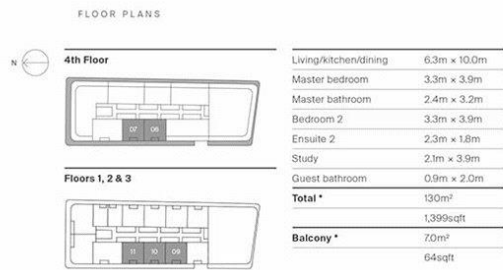 FLOOR PLANS
N
4th Floor
07 06
Floors 1, 2 & 3
11 10 09
Living/kitchen/dining 6.3m × 10.0m
Master bedroom 3.3m × 3.9m
Master bathroom 2.4m × 3.2m
Bedroom 2 3.3m × 3.9m
Ensuite 2 2.3m × 1.8m
Study 2.1m × 3.9m
Guest bathroom 0.9m × 2.0m
Total * 130m²
1,399sqft
Balcony * 7.0m²
64sqft